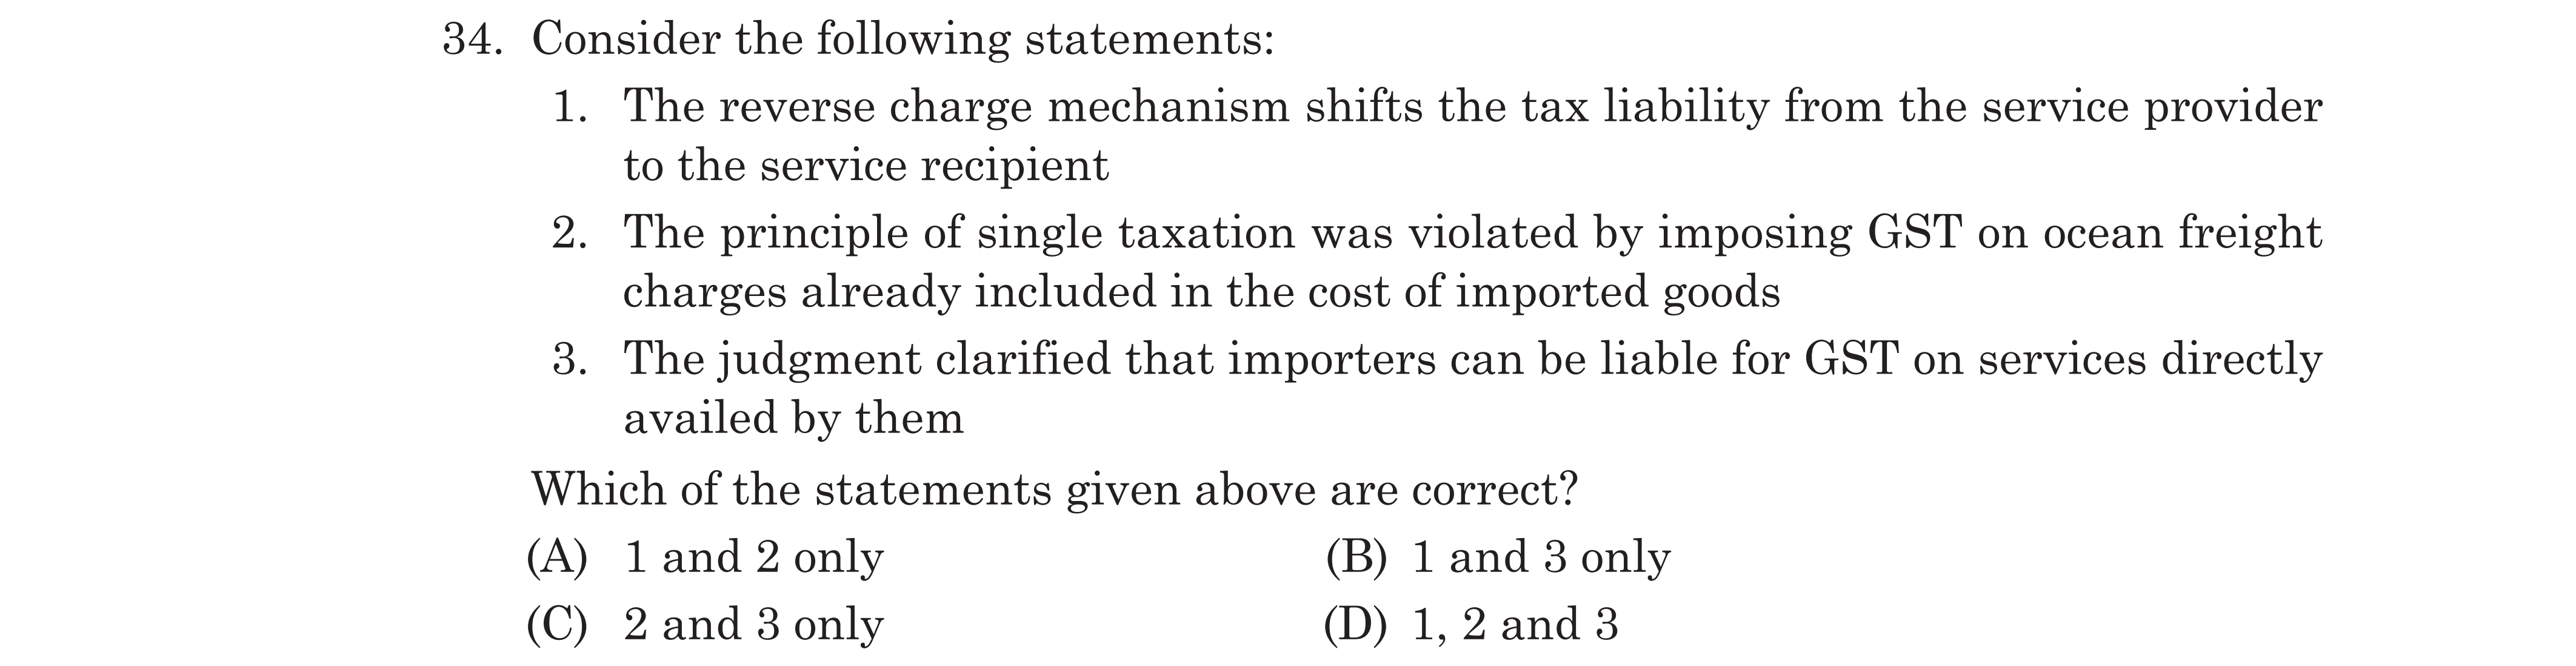 34. Consider the following statements:
1. The reverse charge mechanism shifts the tax liability from the service provider
to the service recipient
2. The principle of single taxation was violated by imposing GST on ocean freight
charges already included in the cost of imported goods
3. The judgment clarified that importers can be liable for GST on services directly
availed by them
Which of the statements given above are correct?
(A) 1 and 2 only (B) 1 and 3 only
(C) 2 and 3 only (D) 1, 2 and 3